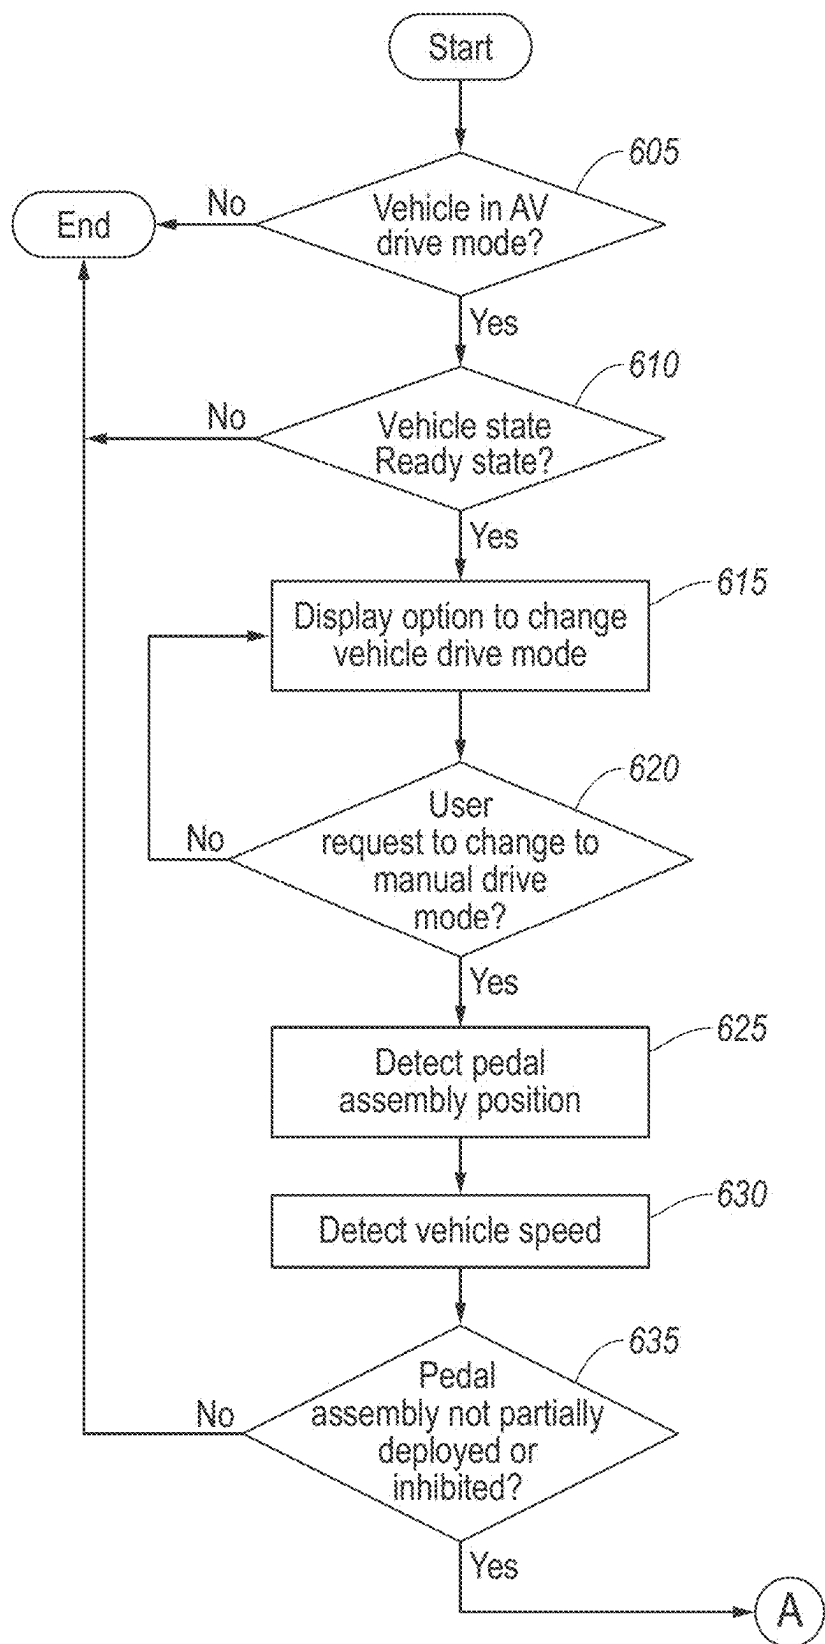 Start
605
Vehicle in AV
drive mode?
No
End
Yes
610
Vehicle state
Ready state?
No
Yes
615
Display option to change
vehicle drive mode
620
User
request to change to
manual drive
mode?
No
Yes
625
Detect pedal
assembly position
630
Detect vehicle speed
635
Pedal
assembly not partially
deployed or
inhibited?
No
Yes
A